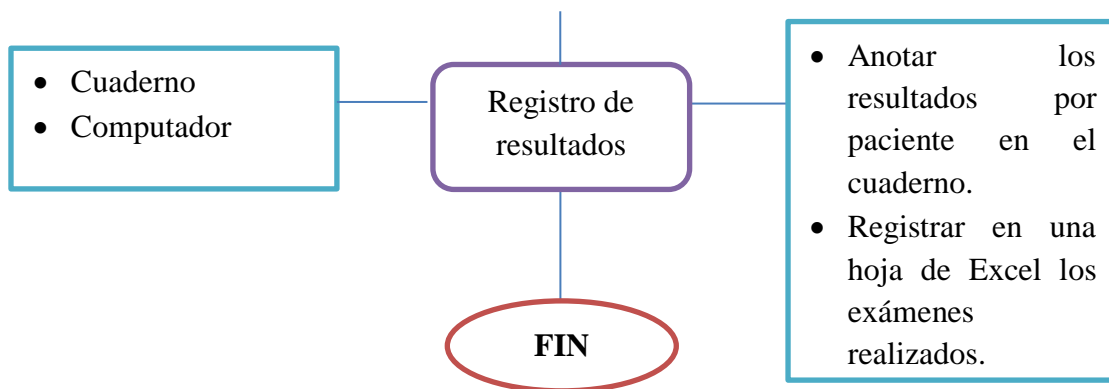 • Cuaderno
• Computador
Registro de
resultados
• Anotar los
resultados por
paciente en el
cuaderno.
• Registrar en una
hoja de Excel los
exámenes
realizados.
FIN